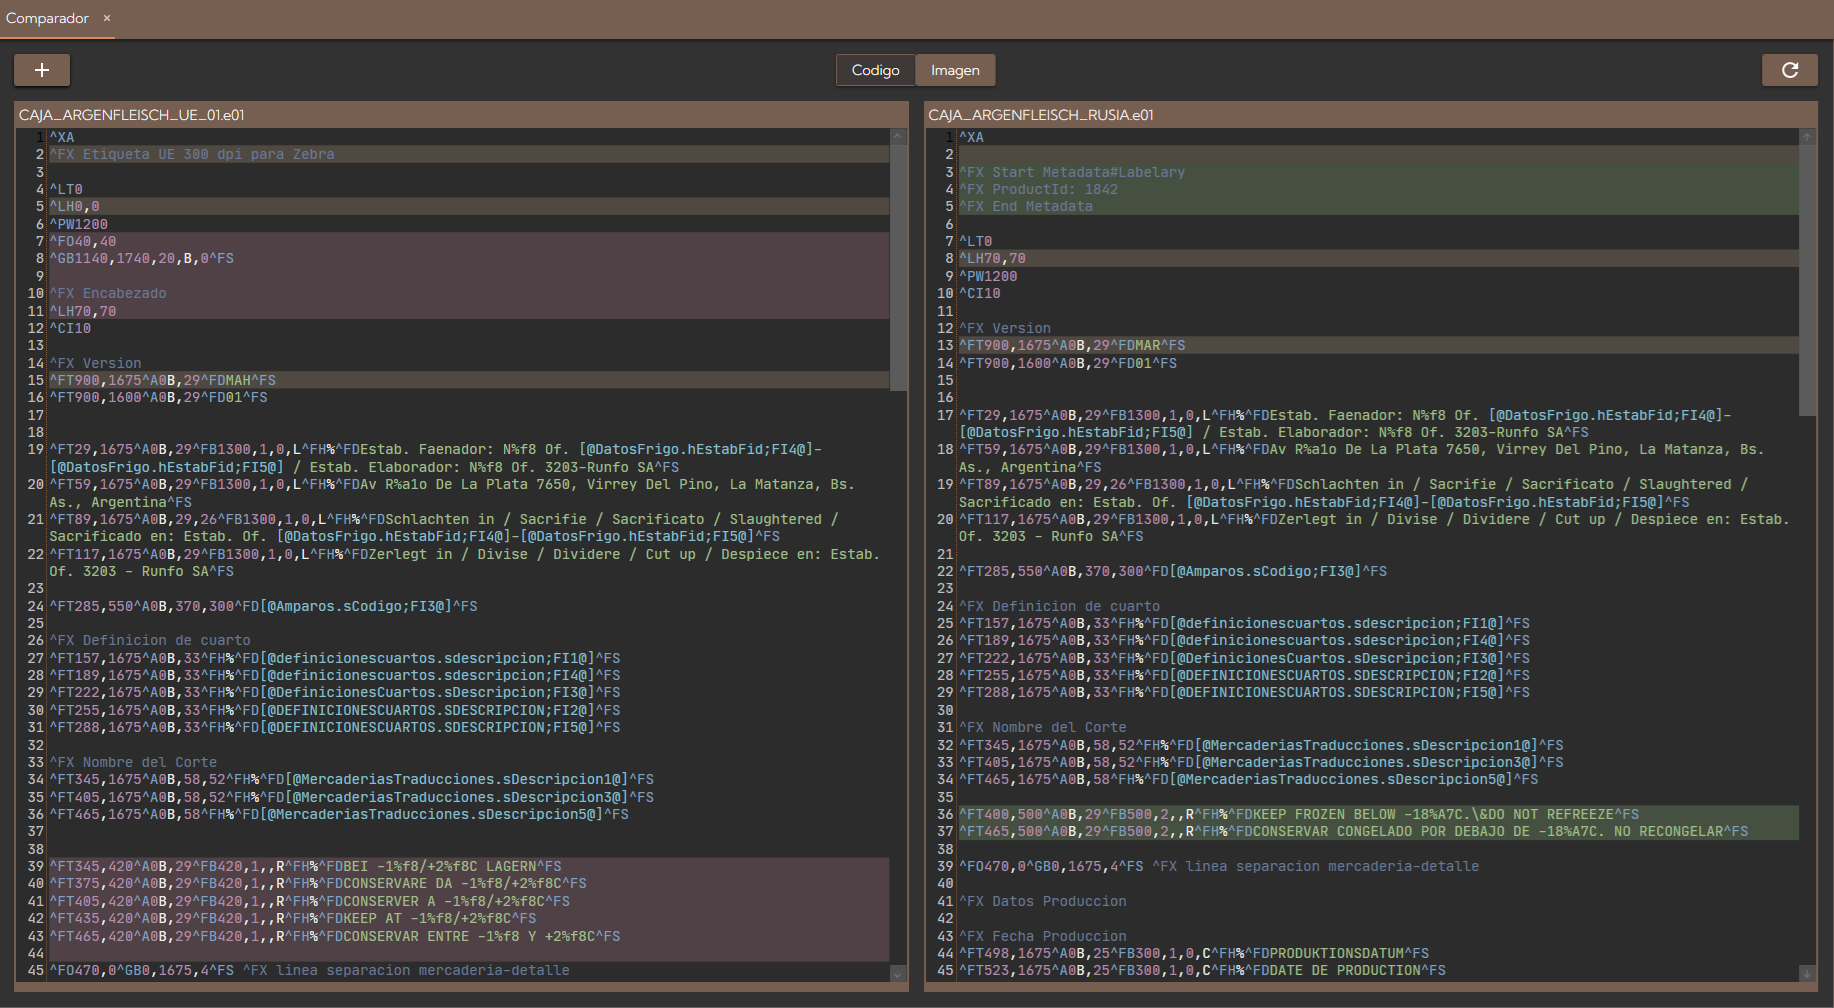 Comparador ×
+
Codigo Imagen
CAJA_ARGENFLEISCH_UE_01.e01
1 ^XA
2 ^FX Etiqueta UE 300 dpi para Zebra
3
4 ^LT0
5 ^LH0,0
6 ^PW1200
7 ^FO40,40
8 ^GB1140,1740,20,B,0^FS
9
10 ^FX Encabezado
11 ^LH70,70
12 ^CI10
13
14 ^FX Version
15 ^FT900,1675^A0B,29^FDMAH^FS
16 ^FT900,1600^A0B,29^FD01^FS
17
18
19 ^FT29,1675^A0B,29^FB1300,1,0,L^FH%^FDEstab. Faenador: N%f8 Of. [@DatosFrigo.hEstabFid;FI4@]-
[@DatosFrigo.hEstabFid;FI5@] / Estab. Elaborador: N%f8 Of. 3203-Runfo SA^FS
20 ^FT59,1675^A0B,29^FB1300,1,0,L^FH%^FDAv R%a1o De La Plata 7650, Virrey Del Pino, La Matanza, Bs.
As., Argentina^FS
21 ^FT89,1675^A0B,29,26^FB1300,1,0,L^FH%^FDSchlachten in / Sacrifie / Sacrificato / Slaughtered /
Sacrificado en: Estab. Of. [@DatosFrigo.hEstabFid;FI4@]-[@DatosFrigo.hEstabFid;FI5@]^FS
22 ^FT117,1675^A0B,29^FB1300,1,0,L^FH%^FDZerlegt in / Divise / Dividere / Cut up / Despiece en: Estab.
Of. 3203 - Runfo SA^FS
23
24 ^FT285,550^A0B,370,300^FD[@Amparos.sCodigo;FI3@]^FS
25
26 ^FX Definicion de cuarto
27 ^FT157,1675^A0B,33^FH%^FD[@definicionescuartos.sdescripcion;FI1@]^FS
28 ^FT189,1675^A0B,33^FH%^FD[@definicionescuartos.sdescripcion;FI4@]^FS
29 ^FT222,1675^A0B,33^FH%^FD[@DefinicionesCuartos.sDescripcion;FI3@]^FS
30 ^FT255,1675^A0B,33^FH%^FD[@DEFINICIONESCUARTOS.SDESCRIPCION;FI2@]^FS
31 ^FT288,1675^A0B,33^FH%^FD[@DEFINICIONESCUARTOS.SDESCRIPCION;FI5@]^FS
32
33 ^FX Nombre del Corte
34 ^FT345,1675^A0B,58,52^FH%^FD[@MercaderiasTraducciones.sDescripcion1@]^FS
35 ^FT405,1675^A0B,58,52^FH%^FD[@MercaderiasTraducciones.sDescripcion3@]^FS
36 ^FT465,1675^A0B,58^FH%^FD[@MercaderiasTraducciones.sDescripcion5@]^FS
37
38
39 ^FT345,420^A0B,29^FB420,1,,R^FH%^FDBEI -1%f8/+2%f8C LAGERN^FS
40 ^FT375,420^A0B,29^FB420,1,,R^FH%^FDCONSERVARE DA -1%f8/+2%f8C^FS
41 ^FT405,420^A0B,29^FB420,1,,R^FH%^FDCONSERVER A -1%f8/+2%f8C^FS
42 ^FT435,420^A0B,29^FB420,1,,R^FH%^FDKEEP AT -1%f8/+2%f8C^FS
43 ^FT465,420^A0B,29^FB420,1,,R^FH%^FDCONSERVAR ENTRE -1%f8 Y +2%f8C^FS
44
45 ^FO470,0^GB0,1675,4^FS ^FX linea separacion mercaderia-detalle
CAJA_ARGENFLEISCH_RUSIA.e01
1 ^XA
2
3 ^FX Start Metadata#Labelary
4 ^FX ProductId: 1842
5 ^FX End Metadata
6
7 ^LT0
8 ^LH70,70
9 ^PW1200
10 ^CI10
11
12 ^FX Version
13 ^FT900,1675^A0B,29^FDMAR^FS
14 ^FT900,1600^A0B,29^FD01^FS
15
16
17 ^FT29,1675^A0B,29^FB1300,1,0,L^FH%^FDEstab. Faenador: N%f8 Of. [@DatosFrigo.hEstabFid;FI4@]-
[@DatosFrigo.hEstabFid;FI5@] / Estab. Elaborador: N%f8 Of. 3203-Runfo SA^FS
18 ^FT59,1675^A0B,29^FB1300,1,0,L^FH%^FDAv R%a1o De La Plata 7650, Virrey Del Pino, La Matanza, Bs.
As., Argentina^FS
19 ^FT89,1675^A0B,29,26^FB1300,1,0,L^FH%^FDSchlachten in / Sacrifie / Sacrificato / Slaughtered /
Sacrificado en: Estab. Of. [@DatosFrigo.hEstabFid;FI4@]-[@DatosFrigo.hEstabFid;FI5@]^FS
20 ^FT117,1675^A0B,29^FB1300,1,0,L^FH%^FDZerlegt in / Divise / Dividere / Cut up / Despiece en: Estab.
Of. 3203 - Runfo SA^FS
21
22 ^FT285,550^A0B,370,300^FD[@Amparos.sCodigo;FI3@]^FS
23
24 ^FX Definicion de cuarto
25 ^FT157,1675^A0B,33^FH%^FD[@definicionescuartos.sdescripcion;FI1@]^FS
26 ^FT189,1675^A0B,33^FH%^FD[@definicionescuartos.sdescripcion;FI4@]^FS
27 ^FT222,1675^A0B,33^FH%^FD[@DefinicionesCuartos.sDescripcion;FI3@]^FS
28 ^FT255,1675^A0B,33^FH%^FD[@DEFINICIONESCUARTOS.SDESCRIPCION;FI2@]^FS
29 ^FT288,1675^A0B,33^FH%^FD[@DEFINICIONESCUARTOS.SDESCRIPCION;FI5@]^FS
30
31 ^FX Nombre del Corte
32 ^FT345,1675^A0B,58,52^FH%^FD[@MercaderiasTraducciones.sDescripcion1@]^FS
33 ^FT405,1675^A0B,58,52^FH%^FD[@MercaderiasTraducciones.sDescripcion3@]^FS
34 ^FT465,1675^A0B,58^FH%^FD[@MercaderiasTraducciones.sDescripcion5@]^FS
35
36 ^FT400,500^A0B,29^FB500,2,,R^FH%^FDKEEP FROZEN BELOW -18%A7C.\&DO NOT REFREEZE^FS
37 ^FT465,500^A0B,29^FB500,2,,R^FH%^FDCONSERVAR CONGELADO POR DEBAJO DE -18%A7C. NO RECONGELAR^FS
38
39 ^FO470,0^GB0,1675,4^FS ^FX linea separacion mercaderia-detalle
40
41 ^FX Datos Produccion
42
43 ^FX Fecha Produccion
44 ^FT498,1675^A0B,25^FB300,1,0,C^FH%^FDPRODUKTIONSDATUM^FS
45 ^FT523,1675^A0B,25^FB300,1,0,C^FH%^FDDATE DE PRODUCTION^FS